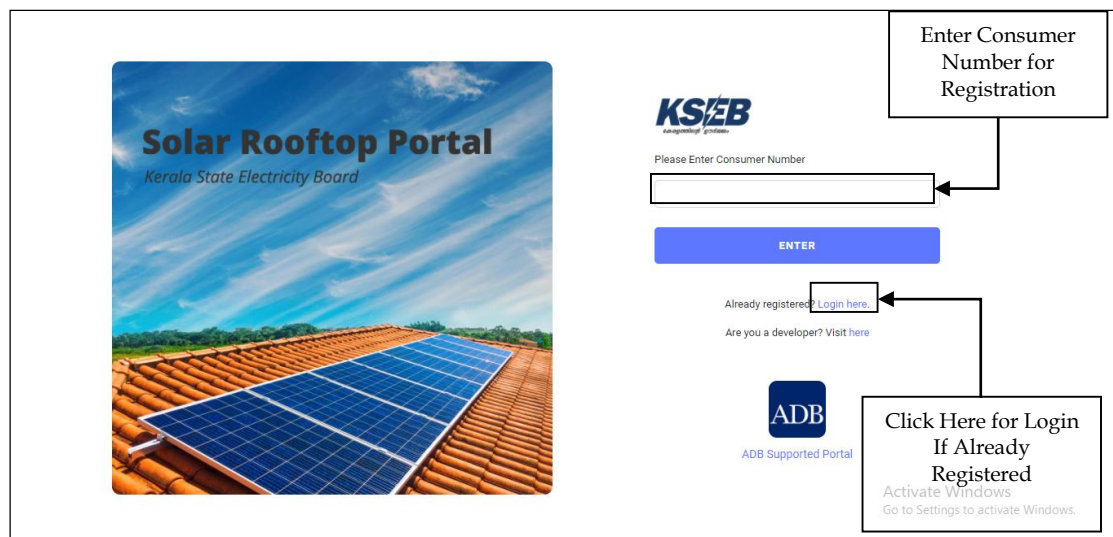 Enter Consumer
Number for
Registration
Solar Rooftop Portal
Kerala State Electricity Board
KSEB
Please Enter Consumer Number
ENTER
Already registered? Login here.
Are you a developer? Visit here
ADB
ADB Supported Portal
Click Here for Login
If Already
Registered
Activate Windows
Go to Settings to activate Windows.